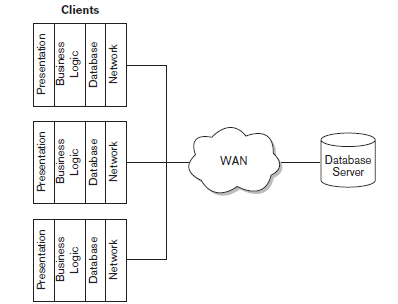 Clients
Presentation
Business
Logic
Database
Network
Presentation
Business
Logic
Database
Network
Presentation
Business
Logic
Database
Network
WAN
Database
Server